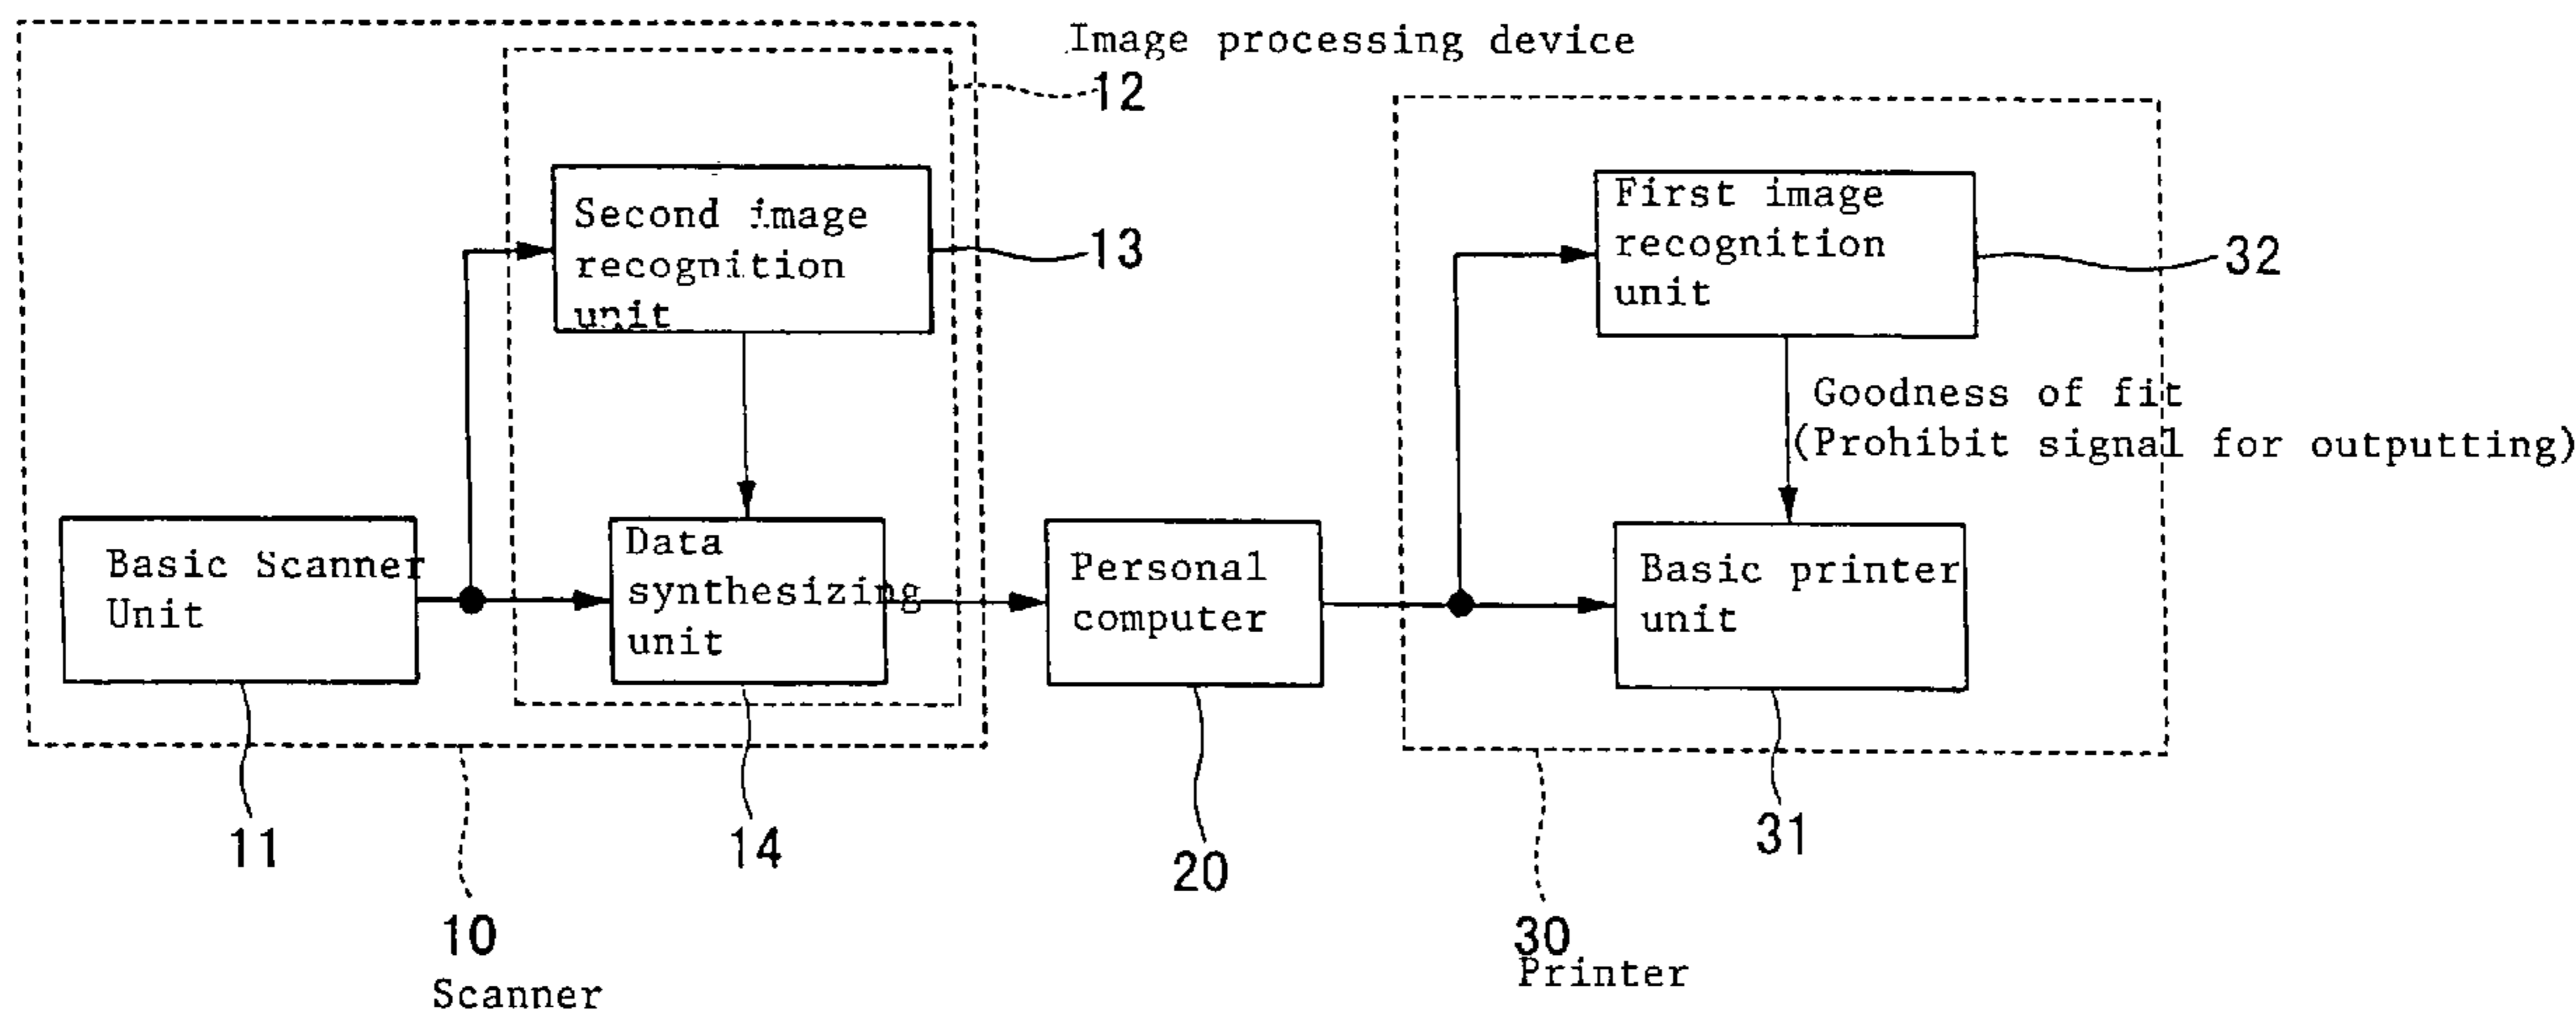 Image processing device
12
Second image
recognition
unit
13
First image
recognition
unit
32
Goodness of fit
(Prohibit signal for outputting)
Basic Scanner
Unit
Data
synthesizing
unit
Personal
computer
Basic printer
unit
11
14
20
31
10
Scanner
30
Printer